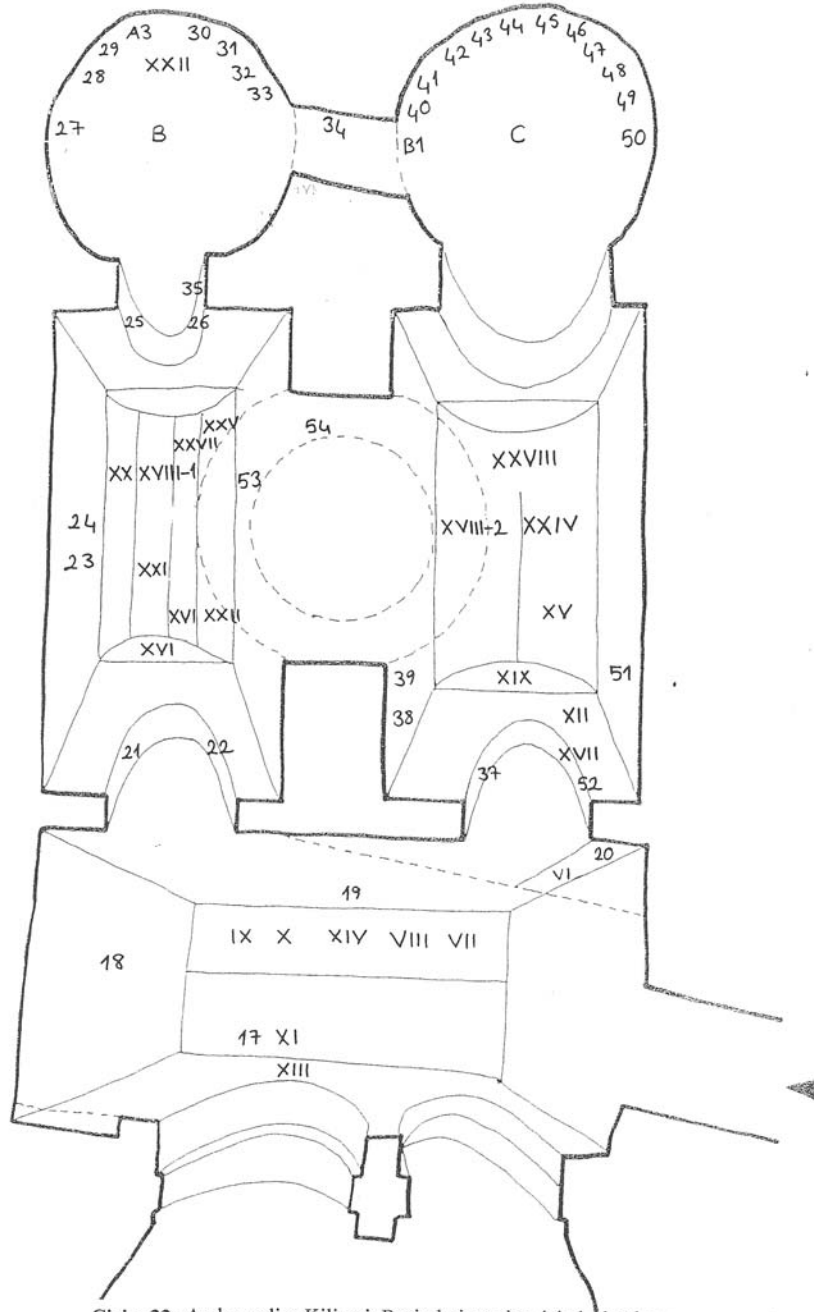 A3 30
29 31
28 XXII 32
33
27 B
34
B1 C
40 41 42 43 44 45 46 47 48 49 50
35
25 26
XXV
XXVII
XX XVIII-1
53
54
24
23
XXI
XVI XXII
XVI
XXVIII
XVIII-2 XXIV
XV
XIX
51
39
38
XII
XVII
37 52
21 22
20
VI
19
IX X XIV VIII VII
18
17 XI
XIII